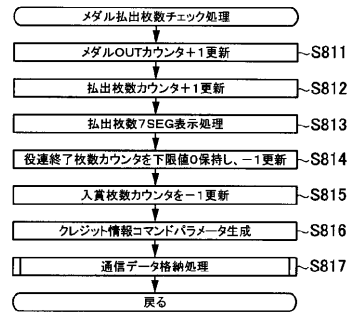 メダル払出枚数チェック処理
メダルOUTカウンタ+1更新 S811
払出枚数カウンタ+1更新 S812
払出枚数7SEG表示処理 S813
役連終了枚数カウンタを下限値0保持し、-1更新 S814
入賞枚数カウンタを-1更新 S815
クレジット情報コマンドパラメータ生成 S816
通信データ格納処理 S817
戻る